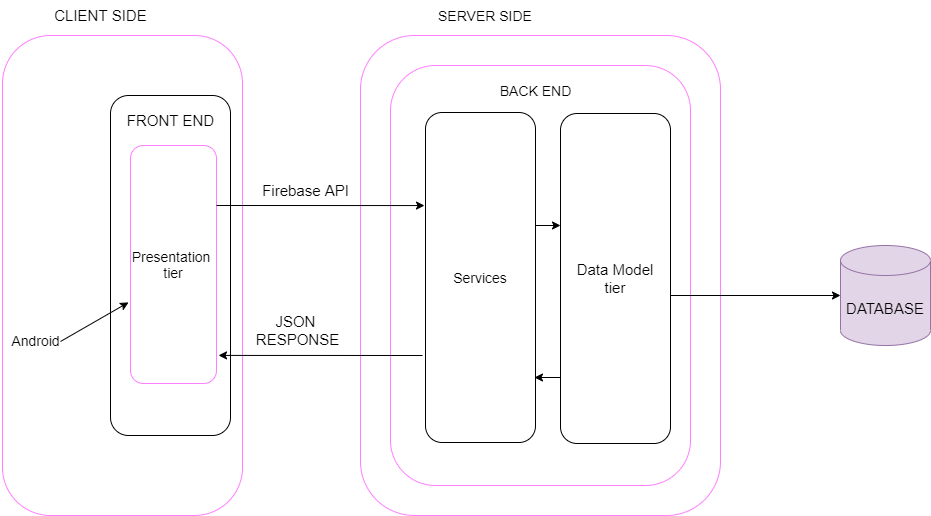 CLIENT SIDE
SERVER SIDE
BACK END
FRONT END
Firebase API
Presentation
tier
Services
Data Model
tier
DATABASE
JSON
RESPONSE
Android